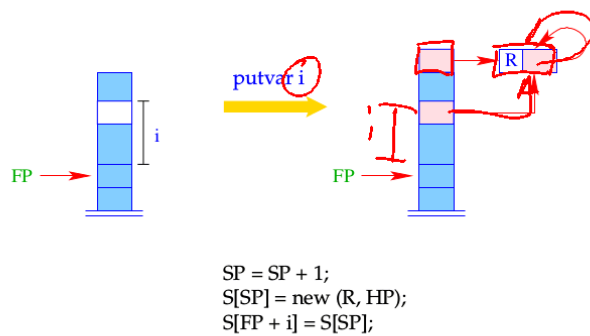 putvar i
R
i
i
FP
FP
SP = SP + 1;
S[SP] = new (R, HP);
S[FP + i] = S[SP];